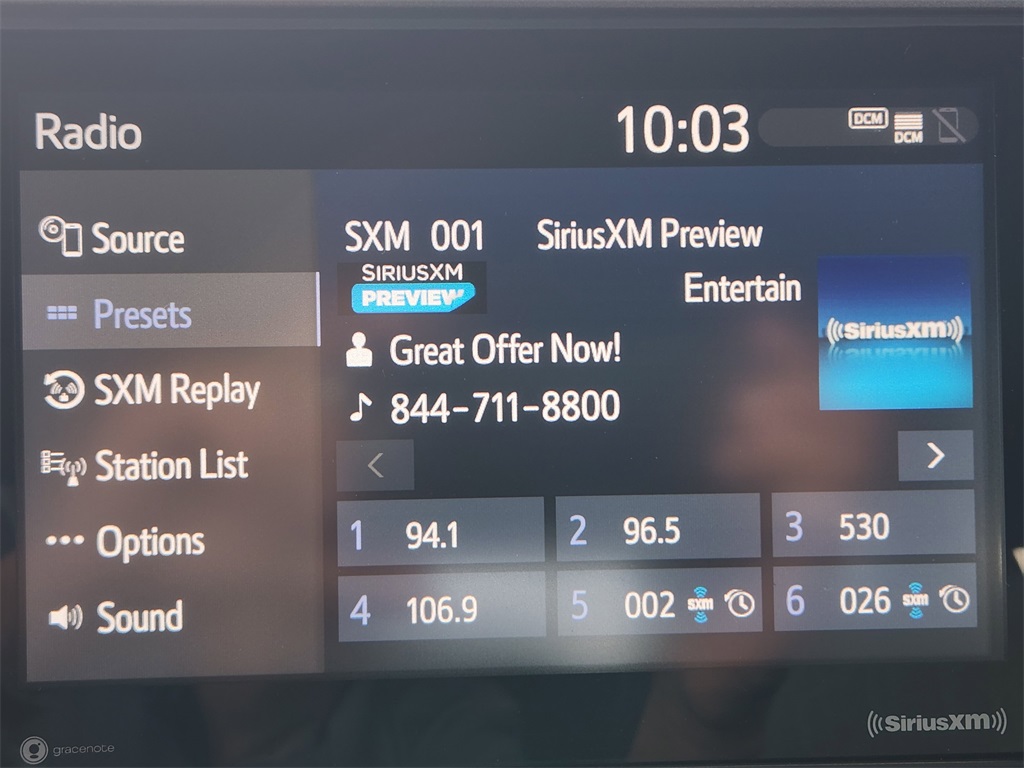 Radio
10:03
DCM
DCM
Source
Presets
SXM Replay
Station List
Options
Sound
SXM 001 SiriusXM Preview
SIRIUSXM
PREVIEW
Entertain
((SiriusXM))
Great Offer Now!
844-711-8800
< >
1 94.1
2 96.5
3 530
4 106.9
5 002 sxm
6 026 sxm
gracenote
((SiriusXM))